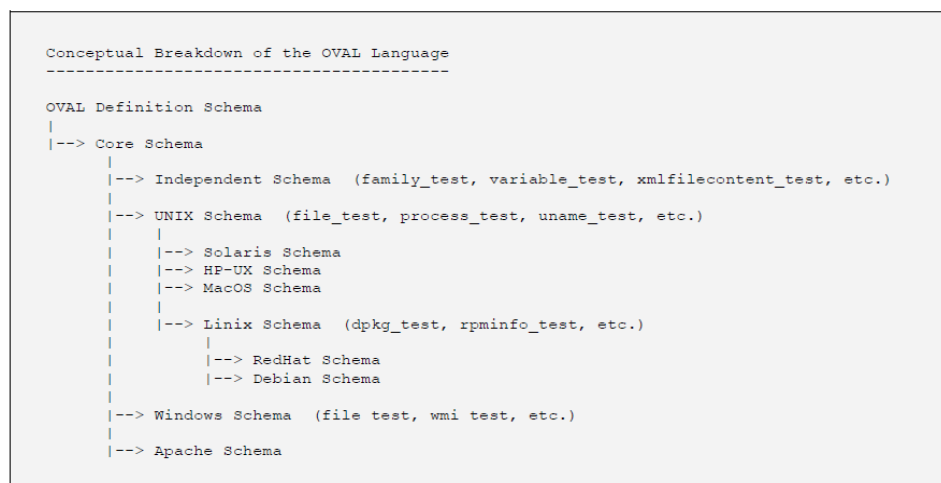 Conceptual Breakdown of the OVAL Language
-----------------------------------------
OVAL Definition Schema
|
|--> Core Schema
|
|--> Independent Schema (family_test, variable_test, xmlfilecontent_test, etc.)
|
|--> UNIX Schema (file_test, process_test, uname_test, etc.)
| |
| |--> Solaris Schema
| |--> HP-UX Schema
| |--> MacOS Schema
| |
| |--> Linix Schema (dpkg_test, rpminfo_test, etc.)
| |
| |--> RedHat Schema
| |--> Debian Schema
|
|--> Windows Schema (file test, wmi test, etc.)
|
|--> Apache Schema